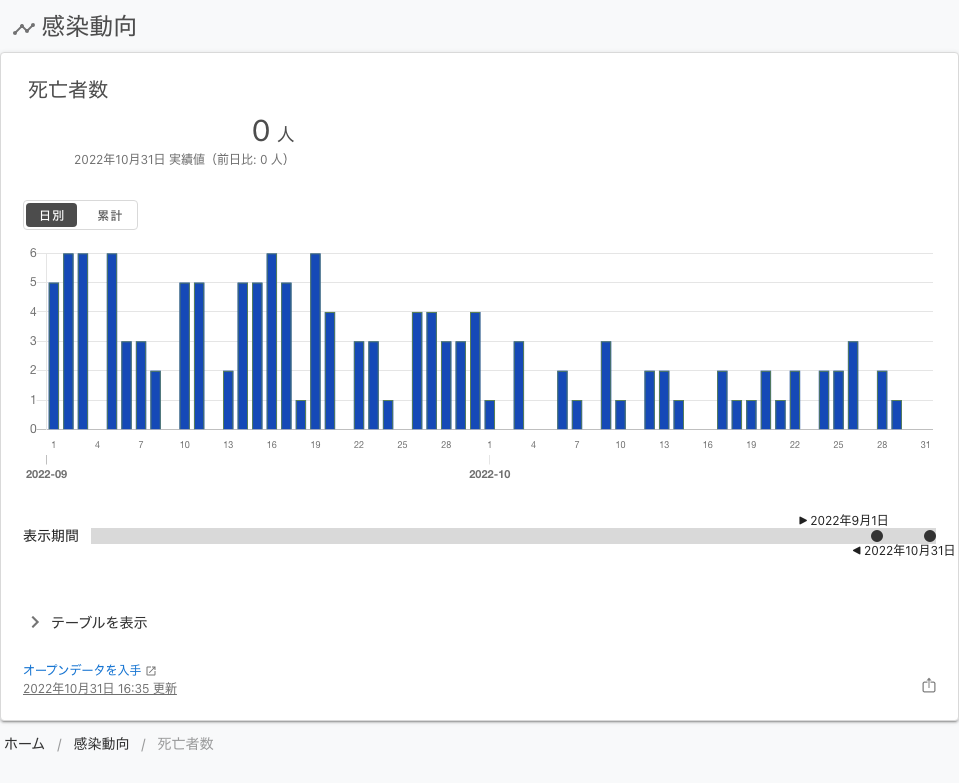 感染動向
死亡者数
0 人
2022年10月31日 実績値（前日比: 0 人）
日別 累計
6
5
4
3
2
1
0
1 4 7 10 13 16 19 22 25 28 1 4 7 10 13 16 19 22 25 28 31
2022-09 2022-10
▶ 2022年9月1日
表示期間
◀ 2022年10月31日
テーブルを表示
オープンデータを入手
2022年10月31日 16:35 更新
ホーム / 感染動向 / 死亡者数